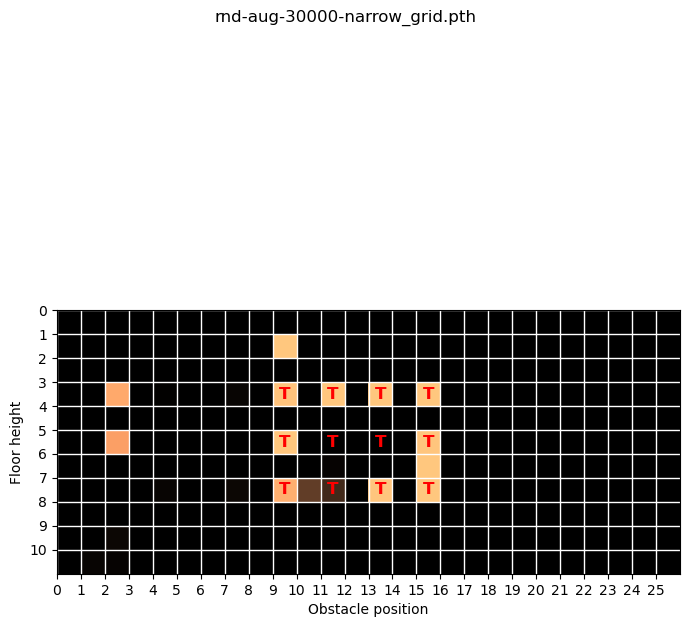 rnd-aug-30000-narrow_grid.pth
0
1
2
3
T T T T
4
5
T T T T
6
7
T T T T
8
9
10
Floor height
0 1 2 3 4 5 6 7 8 9 10 11 12 13 14 15 16 17 18 19 20 21 22 23 24 25
Obstacle position